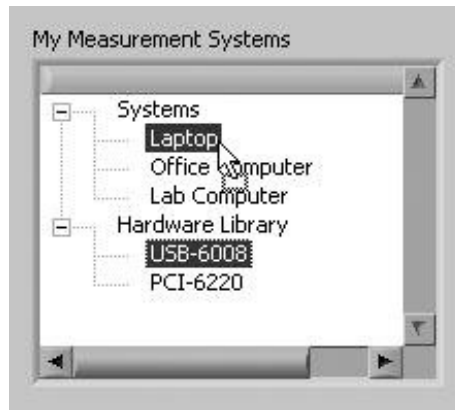 My Measurement Systems
Systems
Laptop
Office Computer
Lab Computer
Hardware Library
USB-6008
PCI-6220